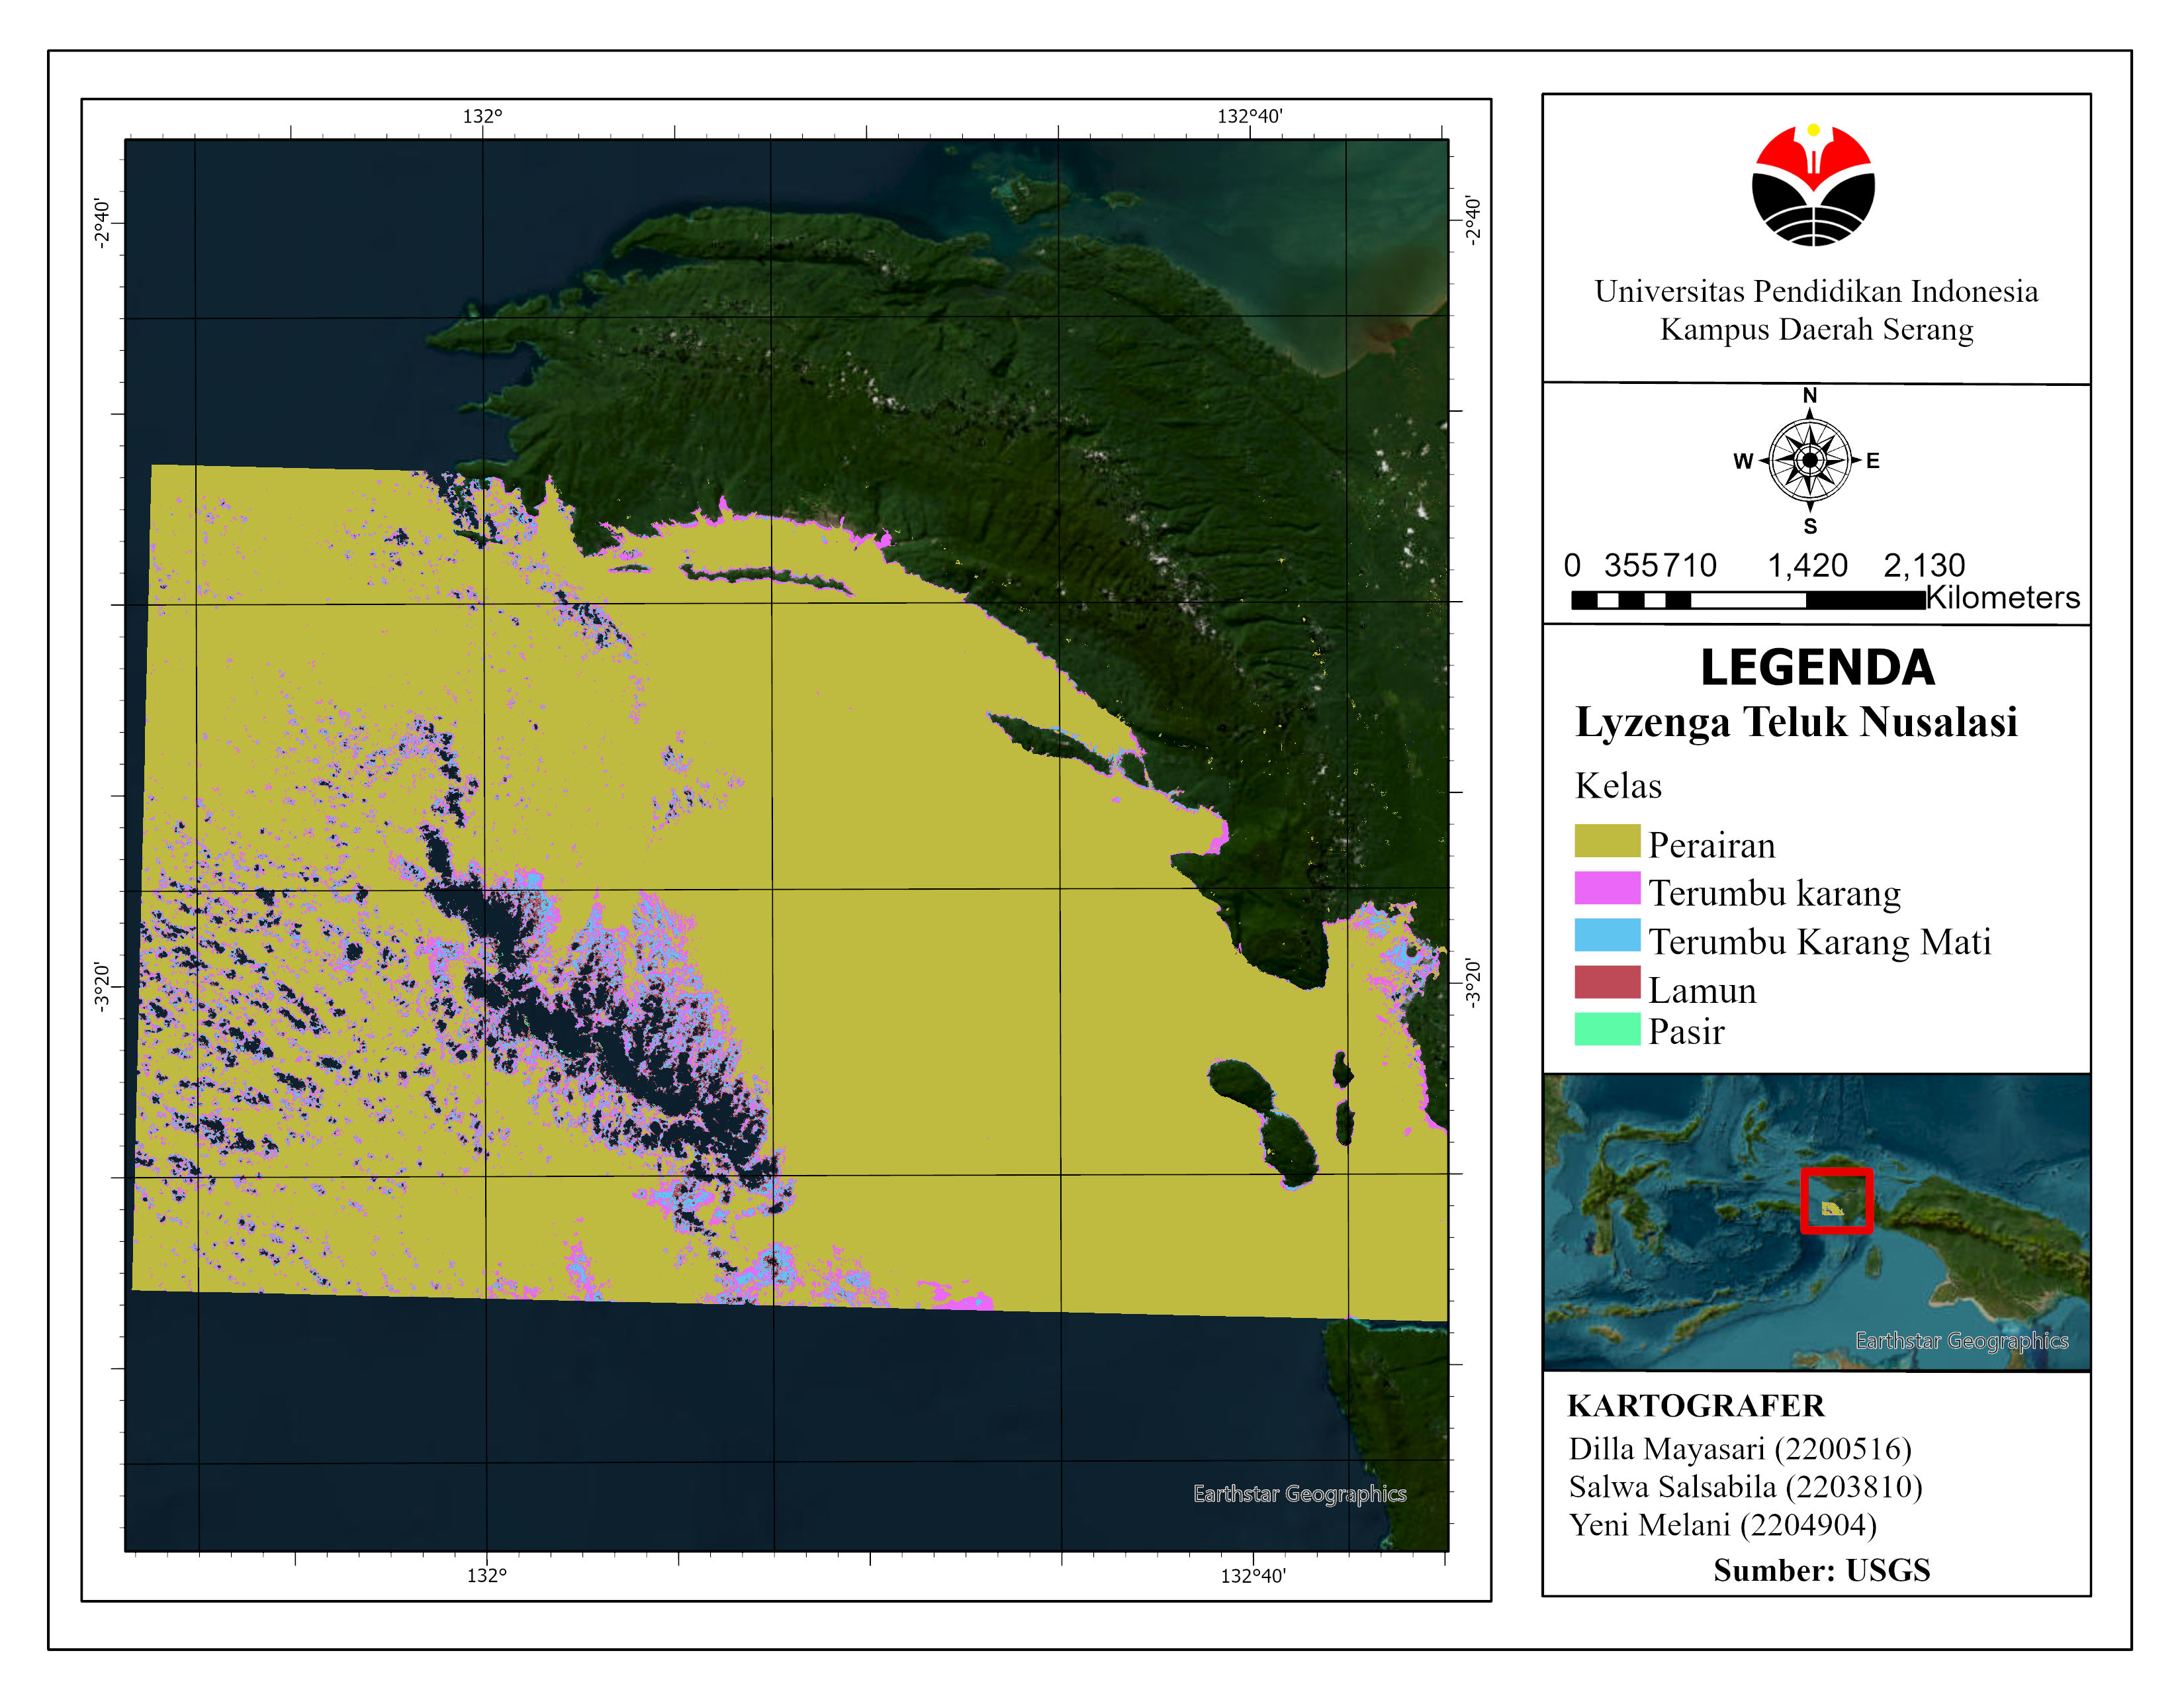 132°
132°40'
-2°40'
-2°40'
-3°20'
-3°20'
Earthstar Geographics
132°
132°40'
Universitas Pendidikan Indonesia
Kampus Daerah Serang
N
W
E
S
0 355 710 1,420 2,130
Kilometers
LEGENDA
Lyzenga Teluk Nusalasi
Kelas
Perairan
Terumbu karang
Terumbu Karang Mati
Lamun
Pasir
Earthstar Geographics
KARTOGRAFER
Dilla Mayasari (2200516)
Salwa Salsabila (2203810)
Yeni Melani (2204904)
Sumber: USGS